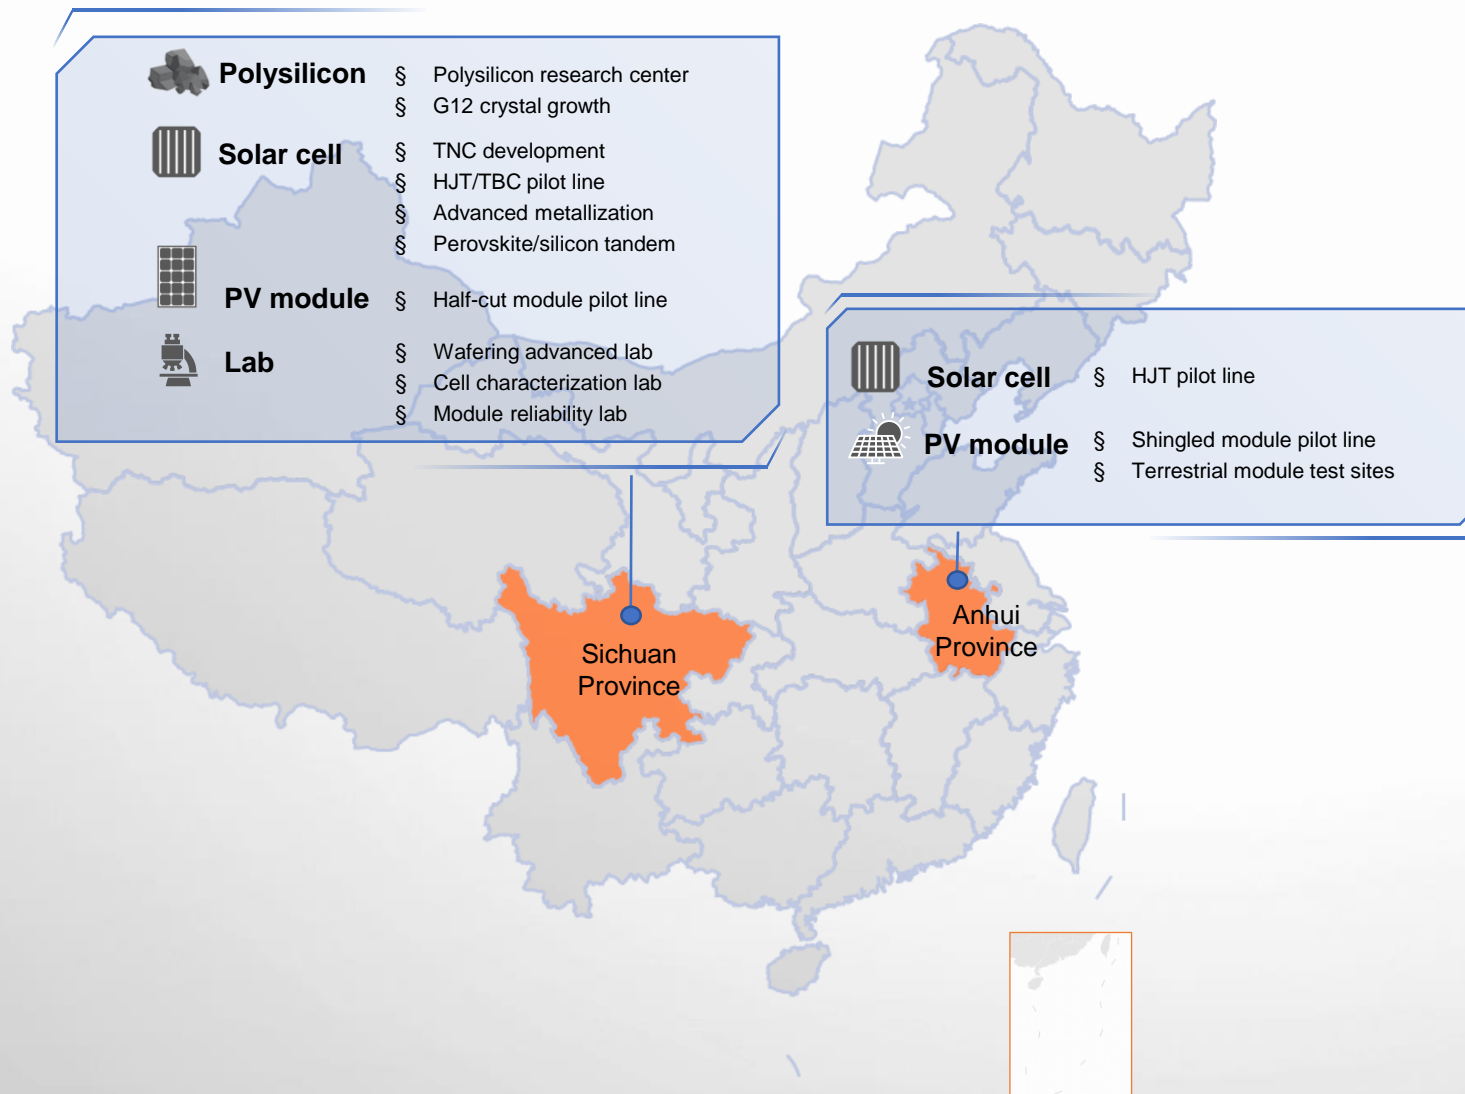 Polysilicon
§ Polysilicon research center
§ G12 crystal growth
Solar cell
§ TNC development
§ HJT/TBC pilot line
§ Advanced metallization
§ Perovskite/silicon tandem
PV module
§ Half-cut module pilot line
Lab
§ Wafering advanced lab
§ Cell characterization lab
§ Module reliability lab
Solar cell
§ HJT pilot line
PV module
§ Shingled module pilot line
§ Terrestrial module test sites
Sichuan
Province
Anhui
Province